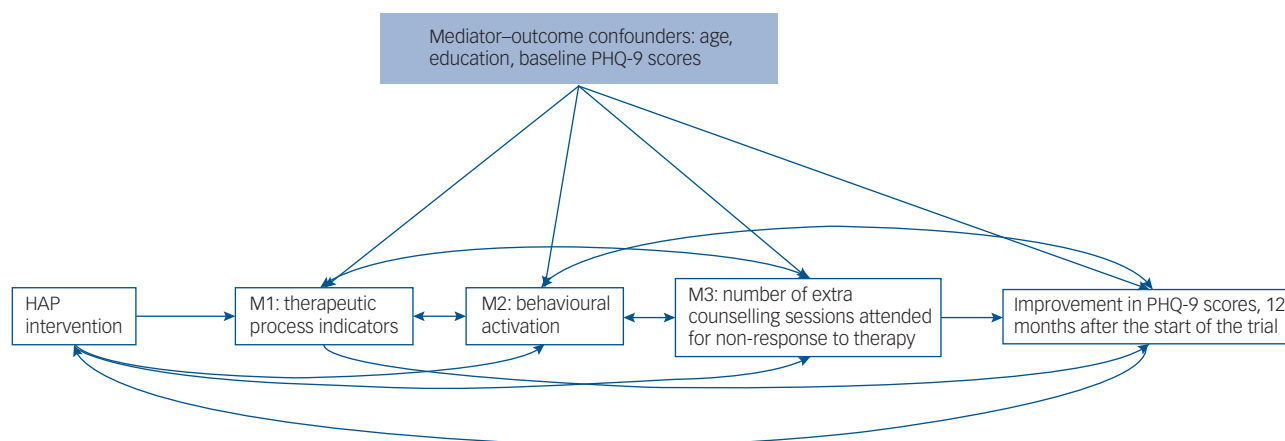 Mediator–outcome confounders: age,
education, baseline PHQ-9 scores
HAP
intervention
M1: therapeutic
process indicators
M2: behavioural
activation
M3: number of extra
counselling sessions attended
for non-response to therapy
Improvement in PHQ-9 scores, 12
months after the start of the trial